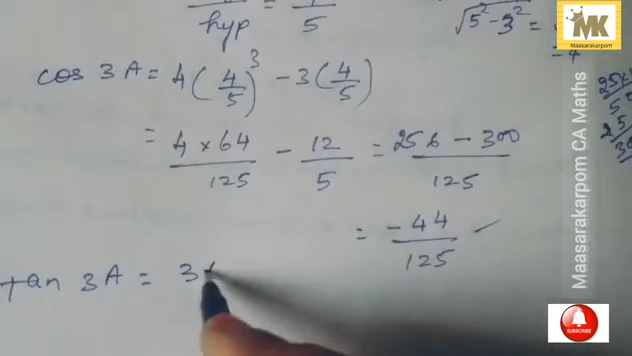 hyp 5
√5²-3² =
cos 3A = 4(4/5)³ - 3(4/5)
= 4×64/125 - 12/5 = 256 - 300/125
= -44/125
tan 3A = 3
MK
Maasarakarpom
Maasarakarpom CA Maths
SUBSCRIBE